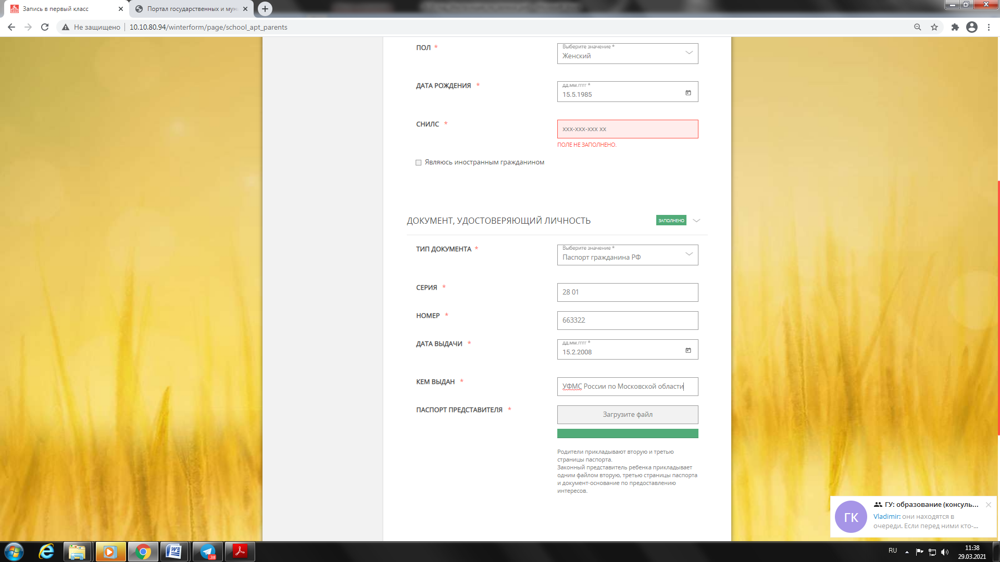 Запись в первый класс
Портал государственных и мун
Не защищено
10.10.80.94/winterform/page/school_apt_parents
ПОЛ *
Выберите значение *
Женский
ДАТА РОЖДЕНИЯ *
дд.мм.гггг *
15.5.1985
СНИЛС *
xxx-xxx-xxx xx
ПОЛЕ НЕ ЗАПОЛНЕНО.
Являюсь иностранным гражданином
ДОКУМЕНТ, УДОСТОВЕРЯЮЩИЙ ЛИЧНОСТЬ
ЗАПОЛНЕНО
ТИП ДОКУМЕНТА *
Выберите значение *
Паспорт гражданина РФ
СЕРИЯ *
28 01
НОМЕР *
663322
ДАТА ВЫДАЧИ *
дд.мм.гггг *
15.2.2008
КЕМ ВЫДАН *
УФМС России по Московской области
ПАСПОРТ ПРЕДСТАВИТЕЛЯ *
Загрузите файл
Родители прикладывают вторую и третью
страницы паспорта.
Законный представитель ребенка прикладывает
одним файлом вторую, третью страницы паспорта
и документ-основание по предоставлению
интересов.
ГК
ГУ: образование (консуль...
Vladimir: они находятся в
очереди. Если перед ними кто-...
38
RU
11:38
29.03.2021